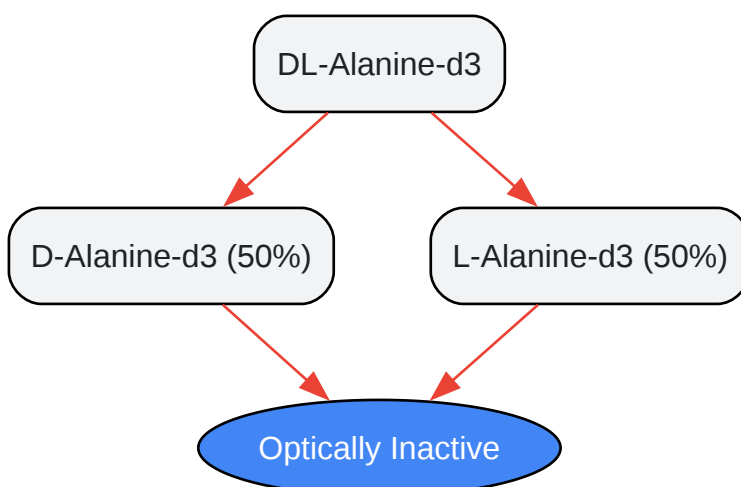 DL-Alanine-d3
D-Alanine-d3 (50%)
L-Alanine-d3 (50%)
Optically Inactive